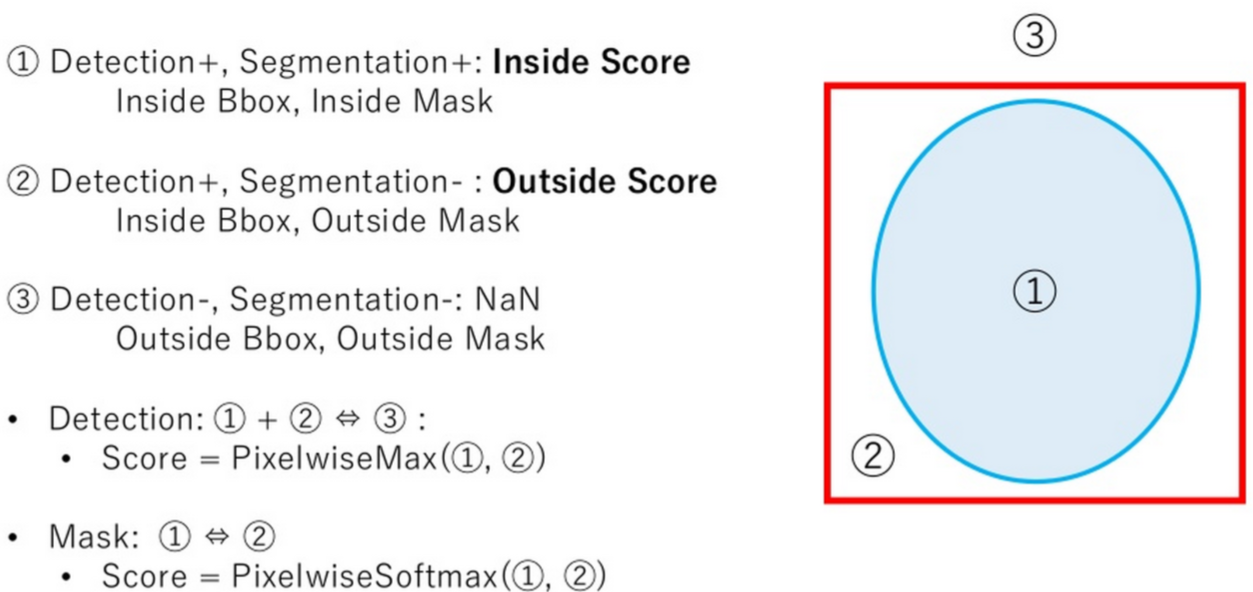 ① Detection+, Segmentation+: Inside Score
Inside Bbox, Inside Mask
② Detection+, Segmentation- : Outside Score
Inside Bbox, Outside Mask
③ Detection-, Segmentation-: NaN
Outside Bbox, Outside Mask
• Detection: ① + ② ⇔ ③ :
• Score = PixelwiseMax(①, ②)
• Mask: ① ⇔ ②
• Score = PixelwiseSoftmax(①, ②)
③
①
②